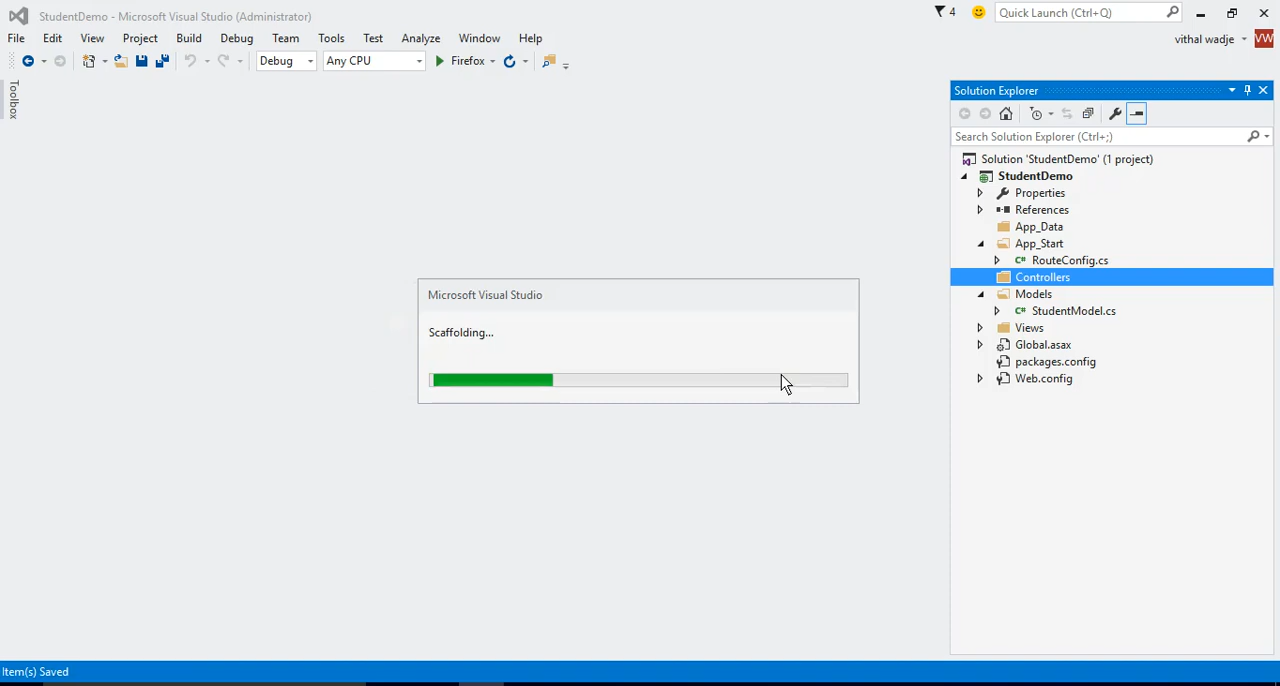 StudentDemo - Microsoft Visual Studio (Administrator)
4
Quick Launch (Ctrl+Q)
File Edit View Project Build Debug Team Tools Test Analyze Window Help
vithal wadje VW
Debug Any CPU Firefox
Toolbox
Solution Explorer
Search Solution Explorer (Ctrl+;)
Solution 'StudentDemo' (1 project)
StudentDemo
Properties
References
App_Data
App_Start
C# RouteConfig.cs
Controllers
Models
C# StudentModel.cs
Views
Global.asax
packages.config
Web.config
Microsoft Visual Studio
Scaffolding...
Item(s) Saved